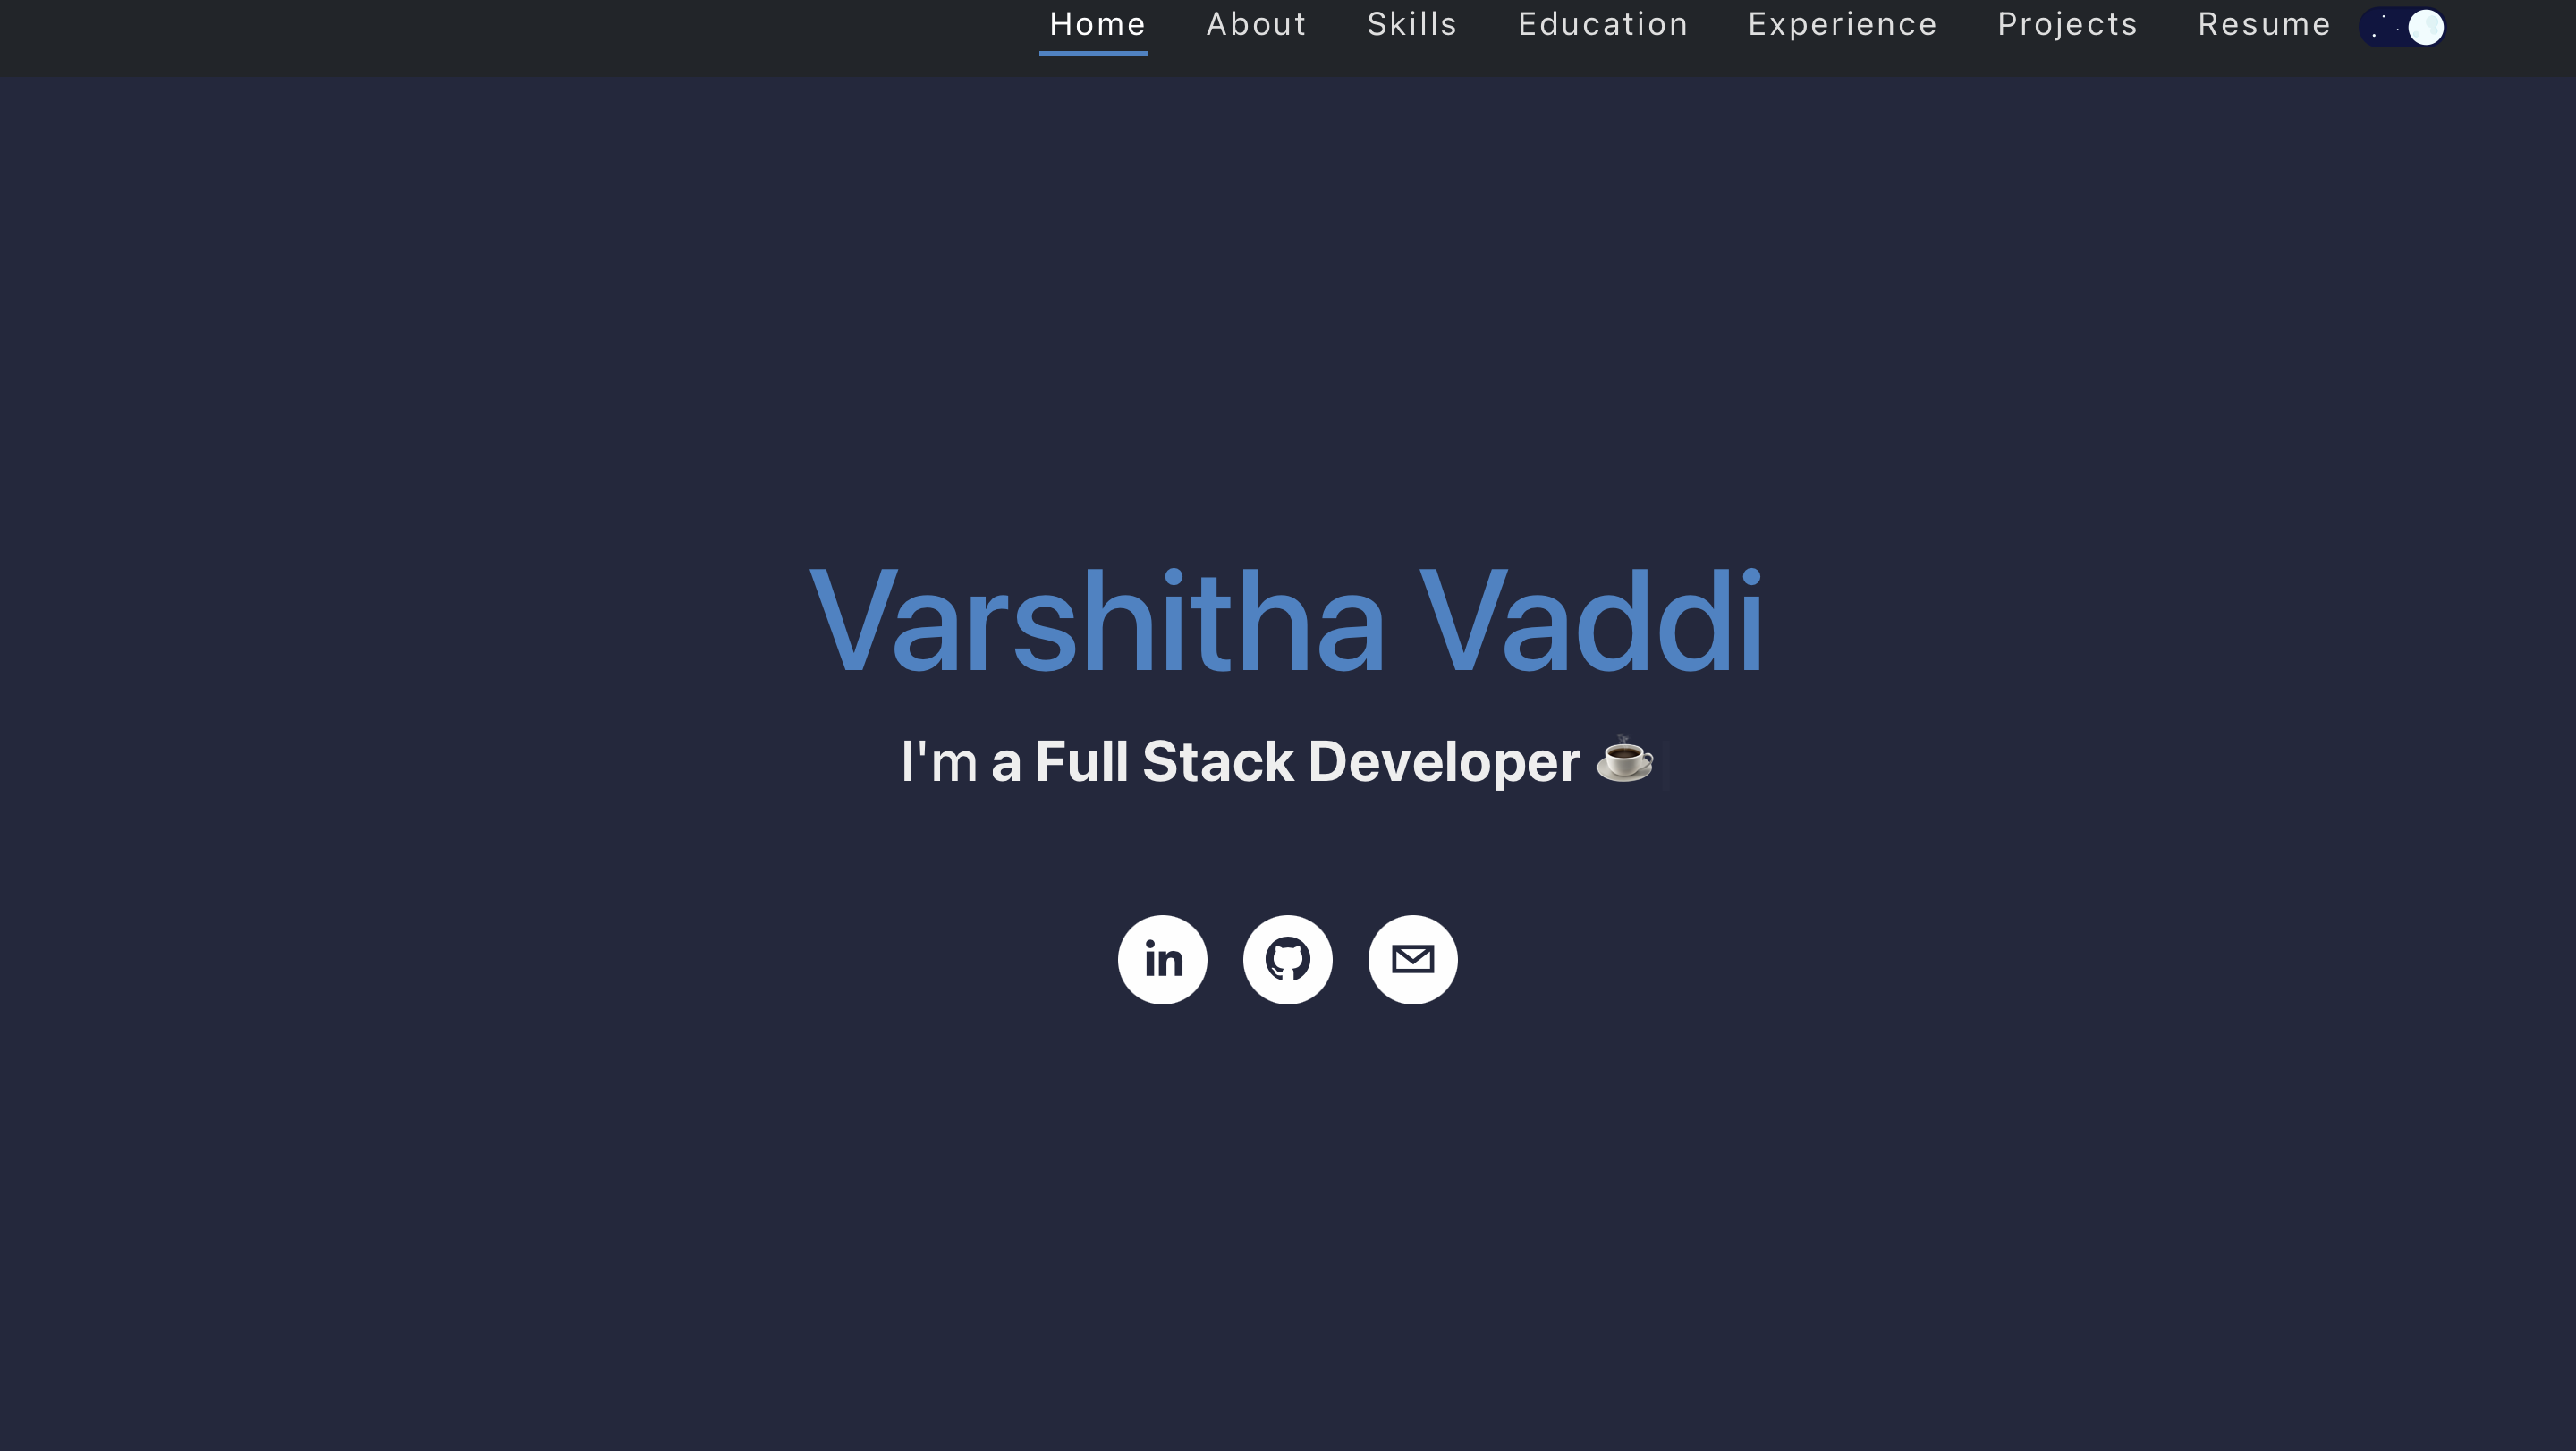 Home About Skills Education Experience Projects Resume
Varshitha Vaddi
I'm a Full Stack Developer ☕
in